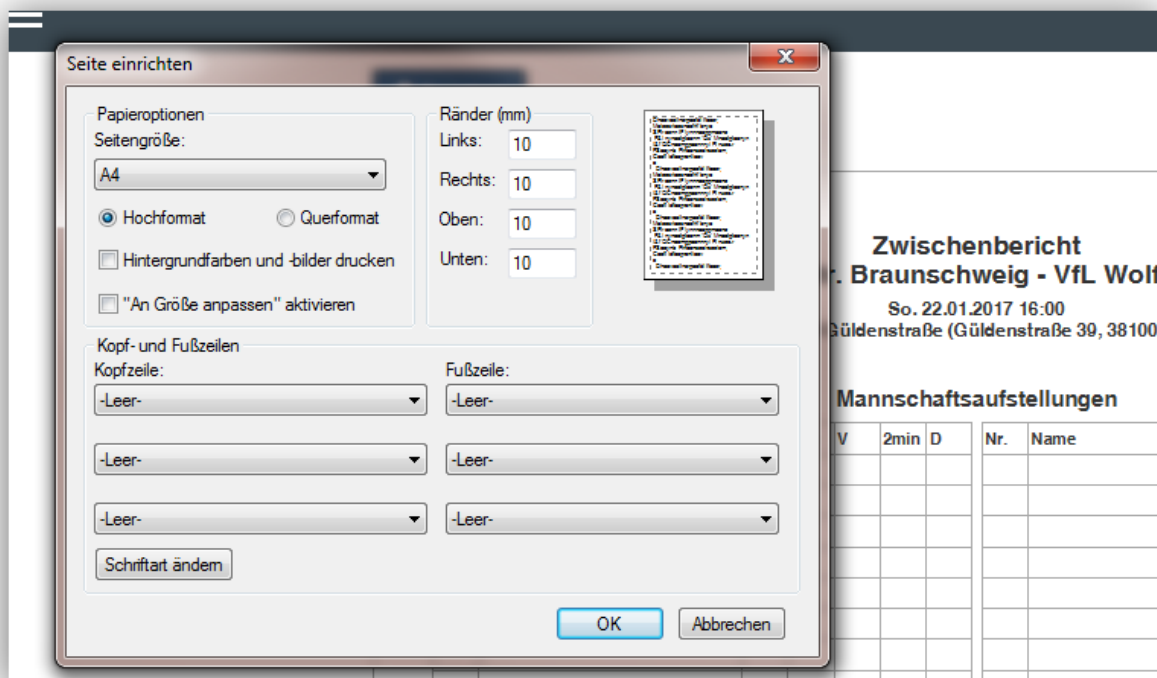 Seite einrichten
Papieroptionen
Seitengröße:
A4
Hochformat Querformat
Hintergrundfarben und -bilder drucken
"An Größe anpassen" aktivieren
Ränder (mm)
Links: 10
Rechts: 10
Oben: 10
Unten: 10
Kopf- und Fußzeilen
Kopfzeile: Fußzeile:
-Leer- -Leer-
-Leer- -Leer-
-Leer- -Leer-
Schriftart ändern
OK Abbrechen
Zwischenbericht
r. Braunschweig - VfL Wolf
So. 22.01.2017 16:00
Güldenstraße (Güldenstraße 39, 38100
Mannschaftsaufstellungen
V 2min D Nr. Name